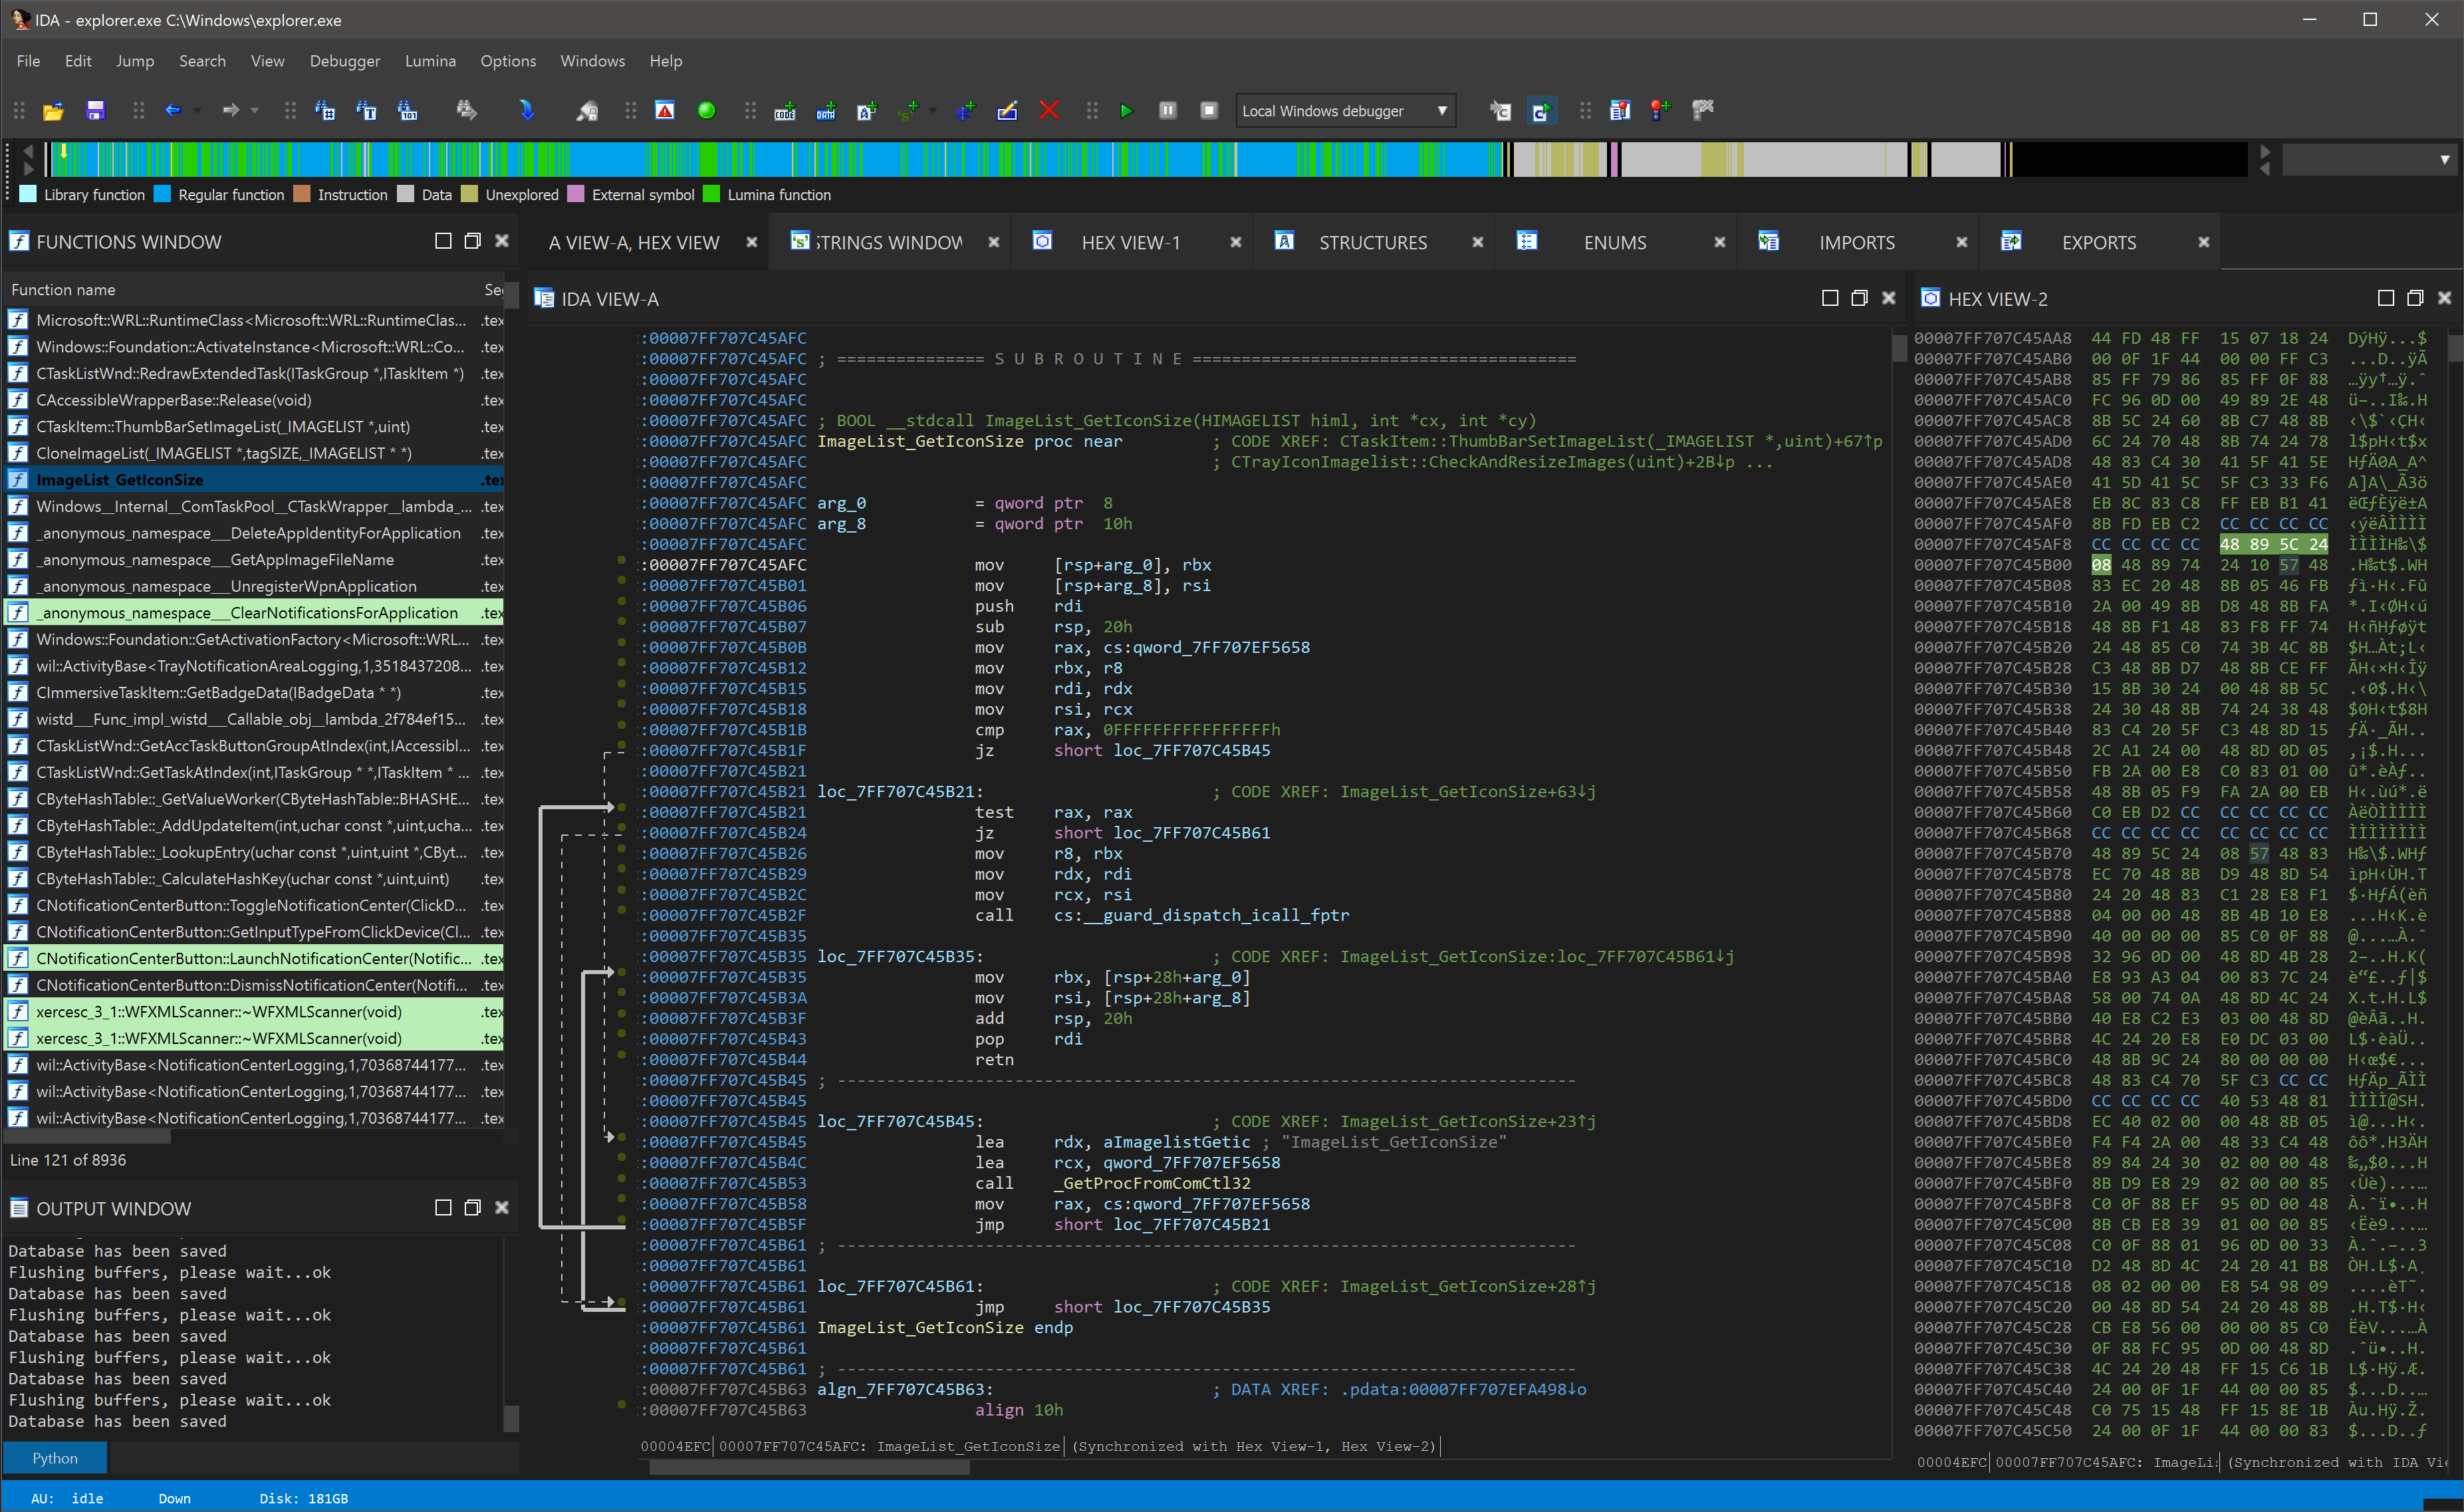 IDA - explorer.exe C:\Windows\explorer.exe
File Edit Jump Search View Debugger Lumina Options Windows Help
Local Windows debugger
Library function Regular function Instruction Data Unexplored External symbol Lumina function
FUNCTIONS WINDOW
A VIEW-A, HEX VIEW
STRINGS WINDOW
HEX VIEW-1
STRUCTURES
ENUMS
IMPORTS
EXPORTS
Function name
Microsoft::WRL::RuntimeClass<Microsoft::WRL::RuntimeClas... .tex
Windows::Foundation::ActivateInstance<Microsoft::WRL::Co... .tex
CTaskListWnd::RedrawExtendedTask(ITaskGroup *,ITaskItem *) .tex
CAccessibleWrapperBase::Release(void) .tex
CTaskItem::ThumbBarSetImageList(_IMAGELIST *,uint) .tex
CloneImageList(_IMAGELIST *,tagSIZE,_IMAGELIST * *) .tex
ImageList_GetIconSize .tex
Windows__Internal__ComTaskPool__CTaskWrapper__lambda_... .tex
_anonymous_namespace___DeleteAppIdentityForApplication .tex
_anonymous_namespace___GetAppImageFileName .tex
_anonymous_namespace___UnregisterWpnApplication .tex
_anonymous_namespace___ClearNotificationsForApplication .tex
Windows::Foundation::GetActivationFactory<Microsoft::WRL... .tex
wil::ActivityBase<TrayNotificationAreaLogging,1,3518437208... .tex
CImmersiveTaskItem::GetBadgeData(IBadgeData * *) .tex
wistd___Func_impl_wistd___Callable_obj__lambda_2f784ef15... .tex
CTaskListWnd::GetAccTaskButtonGroupAtIndex(int,IAccessibl... .tex
CTaskListWnd::GetTaskAtIndex(int,ITaskGroup * *,ITaskItem * ... .tex
CByteHashTable::_GetValueWorker(CByteHashTable::BHASHE... .tex
CByteHashTable::_AddUpdateItem(int,uchar const *,uint,ucha... .tex
CByteHashTable::_LookupEntry(uchar const *,uint,uint *,CByt... .tex
CByteHashTable::_CalculateHashKey(uchar const *,uint,uint) .tex
CNotificationCenterButton::ToggleNotificationCenter(ClickD... .tex
CNotificationCenterButton::GetInputTypeFromClickDevice(Cl... .tex
CNotificationCenterButton::LaunchNotificationCenter(Notific... .tex
CNotificationCenterButton::DismissNotificationCenter(Notifi... .tex
xercesc_3_1::WFXMLScanner::~WFXMLScanner(void) .tex
xercesc_3_1::WFXMLScanner::~WFXMLScanner(void) .tex
wil::ActivityBase<NotificationCenterLogging,1,70368744177... .tex
wil::ActivityBase<NotificationCenterLogging,1,70368744177... .tex
wil::ActivityBase<NotificationCenterLogging,1,70368744177... .tex
Line 121 of 8936
OUTPUT WINDOW
Database has been saved
Flushing buffers, please wait...ok
Database has been saved
Flushing buffers, please wait...ok
Database has been saved
Flushing buffers, please wait...ok
Database has been saved
Flushing buffers, please wait...ok
Database has been saved
Python
IDA VIEW-A
:00007FF707C45AFC
:00007FF707C45AFC ; =============== S U B R O U T I N E =======================================
:00007FF707C45AFC
:00007FF707C45AFC
:00007FF707C45AFC ; BOOL __stdcall ImageList_GetIconSize(HIMAGELIST himl, int *cx, int *cy)
:00007FF707C45AFC ImageList_GetIconSize proc near ; CODE XREF: CTaskItem::ThumbBarSetImageList(_IMAGELIST *,uint)+67↑p
:00007FF707C45AFC ; CTrayIconImagelist::CheckAndResizeImages(uint)+2B↓p ...
:00007FF707C45AFC
:00007FF707C45AFC arg_0 = qword ptr 8
:00007FF707C45AFC arg_8 = qword ptr 10h
:00007FF707C45AFC
:00007FF707C45AFC mov [rsp+arg_0], rbx
:00007FF707C45B01 mov [rsp+arg_8], rsi
:00007FF707C45B06 push rdi
:00007FF707C45B07 sub rsp, 20h
:00007FF707C45B0B mov rax, cs:qword_7FF707EF5658
:00007FF707C45B12 mov rbx, r8
:00007FF707C45B15 mov rdi, rdx
:00007FF707C45B18 mov rsi, rcx
:00007FF707C45B1B cmp rax, 0FFFFFFFFFFFFFFFFh
:00007FF707C45B1F jz short loc_7FF707C45B45
:00007FF707C45B21
:00007FF707C45B21 loc_7FF707C45B21: ; CODE XREF: ImageList_GetIconSize+63↓j
:00007FF707C45B21 test rax, rax
:00007FF707C45B24 jz short loc_7FF707C45B61
:00007FF707C45B26 mov r8, rbx
:00007FF707C45B29 mov rdx, rdi
:00007FF707C45B2C mov rcx, rsi
:00007FF707C45B2F call cs:__guard_dispatch_icall_fptr
:00007FF707C45B35
:00007FF707C45B35 loc_7FF707C45B35: ; CODE XREF: ImageList_GetIconSize:loc_7FF707C45B61↓j
:00007FF707C45B35 mov rbx, [rsp+28h+arg_0]
:00007FF707C45B3A mov rsi, [rsp+28h+arg_8]
:00007FF707C45B3F add rsp, 20h
:00007FF707C45B43 pop rdi
:00007FF707C45B44 retn
:00007FF707C45B45 ; ---------------------------------------------------------------------------
:00007FF707C45B45
:00007FF707C45B45 loc_7FF707C45B45: ; CODE XREF: ImageList_GetIconSize+23↑j
:00007FF707C45B45 lea rdx, aImagelistGetic ; "ImageList_GetIconSize"
:00007FF707C45B4C lea rcx, qword_7FF707EF5658
:00007FF707C45B53 call _GetProcFromComCtl32
:00007FF707C45B58 mov rax, cs:qword_7FF707EF5658
:00007FF707C45B5F jmp short loc_7FF707C45B21
:00007FF707C45B61 ; ---------------------------------------------------------------------------
:00007FF707C45B61
:00007FF707C45B61 loc_7FF707C45B61: ; CODE XREF: ImageList_GetIconSize+28↑j
:00007FF707C45B61 jmp short loc_7FF707C45B35
:00007FF707C45B61 ImageList_GetIconSize endp
:00007FF707C45B61
:00007FF707C45B61 ; ---------------------------------------------------------------------------
:00007FF707C45B63 algn_7FF707C45B63: ; DATA XREF: .pdata:00007FF707EFA498↓o
:00007FF707C45B63 align 10h
00004EFC 00007FF707C45AFC: ImageList_GetIconSize (Synchronized with Hex View-1, Hex View-2)
HEX VIEW-2
00007FF707C45AA8 44 FD 48 FF 15 07 18 24 DýHÿ...$
00007FF707C45AB0 00 0F 1F 44 00 00 FF C3 ...D..ÿÃ
00007FF707C45AB8 85 FF 79 86 85 FF 0F 88 …ÿy†…ÿ.ˆ
00007FF707C45AC0 FC 96 0D 00 49 89 2E 48 ü–..I‰.H
00007FF707C45AC8 8B 5C 24 60 8B C7 48 8B ‹\$`‹ÇH‹
00007FF707C45AD0 6C 24 70 48 8B 74 24 78 l$pH‹t$x
00007FF707C45AD8 48 83 C4 30 41 5F 41 5E HƒÄ0A_A^
00007FF707C45AE0 41 5D 41 5C 5F C3 33 F6 A]A\_Ã3ö
00007FF707C45AE8 EB 8C 83 C8 FF EB B1 41 ëŒƒÈÿë±A
00007FF707C45AF0 8B FD EB C2 CC CC CC CC ‹ýëÂÌÌÌÌ
00007FF707C45AF8 CC CC CC CC 48 89 5C 24 ÌÌÌÌH‰\$
00007FF707C45B00 08 48 89 74 24 10 57 48 .H‰t$.WH
00007FF707C45B08 83 EC 20 48 8B 05 46 FB ƒì·H‹.Fû
00007FF707C45B10 2A 00 49 8B D8 48 8B FA *.I‹ØH‹ú
00007FF707C45B18 48 8B F1 48 83 F8 FF 74 H‹ñHƒøÿt
00007FF707C45B20 24 48 85 C0 74 3B 4C 8B $H…Àt;L‹
00007FF707C45B28 C3 48 8B D7 48 8B CE FF ÃH‹×H‹Îÿ
00007FF707C45B30 15 8B 30 24 00 48 8B 5C .‹0$.H‹\
00007FF707C45B38 24 30 48 8B 74 24 38 48 $0H‹t$8H
00007FF707C45B40 83 C4 20 5F C3 48 8D 15 ƒÄ·_ÃH..
00007FF707C45B48 2C A1 24 00 48 8D 0D 05 ,¡$.H...
00007FF707C45B50 FB 2A 00 E8 C0 83 01 00 û*.èÀƒ..
00007FF707C45B58 48 8B 05 F9 FA 2A 00 EB H‹.ùú*.ë
00007FF707C45B60 C0 EB D2 CC CC CC CC CC ÀëÒÌÌÌÌÌ
00007FF707C45B68 CC CC CC CC CC CC CC CC ÌÌÌÌÌÌÌÌ
00007FF707C45B70 48 89 5C 24 08 57 48 83 H‰\$.WHƒ
00007FF707C45B78 EC 70 48 8B D9 48 8D 54 ìpH‹ÙH.T
00007FF707C45B80 24 20 48 83 C1 28 E8 F1 $·HƒÁ(èñ
00007FF707C45B88 04 00 00 48 8B 4B 10 E8 ...H‹K.è
00007FF707C45B90 40 00 00 00 85 C0 0F 88 @...…À.ˆ
00007FF707C45B98 32 96 0D 00 48 8D 4B 28 2–..H.K(
00007FF707C45BA0 E8 93 A3 04 00 83 7C 24 è“£..ƒ|$
00007FF707C45BA8 58 00 74 0A 48 8D 4C 24 X.t.H.L$
00007FF707C45BB0 40 E8 C2 E3 03 00 48 8D @èÂã..H.
00007FF707C45BB8 4C 24 20 E8 E0 DC 03 00 L$·èàÜ..
00007FF707C45BC0 48 8B 9C 24 80 00 00 00 H‹œ$€...
00007FF707C45BC8 48 83 C4 70 5F C3 CC CC HƒÄp_ÃÌÌ
00007FF707C45BD0 CC CC CC CC 40 53 48 81 ÌÌÌÌ@SH.
00007FF707C45BD8 EC 40 02 00 00 48 8B 05 ì@...H‹.
00007FF707C45BE0 F4 F4 2A 00 48 33 C4 48 ôô*.H3ÄH
00007FF707C45BE8 89 84 24 30 02 00 00 48 ‰„$0...H
00007FF707C45BF0 8B D9 E8 29 02 00 00 85 ‹Ùè)...…
00007FF707C45BF8 C0 0F 88 EF 95 0D 00 48 À.ˆï•..H
00007FF707C45C00 8B CB E8 39 01 00 00 85 ‹Ëè9...…
00007FF707C45C08 C0 0F 88 01 96 0D 00 33 À.ˆ.–..3
00007FF707C45C10 D2 48 8D 4C 24 20 41 B8 ÒH.L$·A¸
00007FF707C45C18 08 02 00 00 E8 54 98 09 ....èT˜.
00007FF707C45C20 00 48 8D 54 24 20 48 8B .H.T$·H‹
00007FF707C45C28 CB E8 56 00 00 00 85 C0 ËèV...…À
00007FF707C45C30 0F 88 FC 95 0D 00 48 8D .ˆü•..H.
00007FF707C45C38 4C 24 20 48 FF 15 C6 1B L$·Hÿ.Æ.
00007FF707C45C40 24 00 0F 1F 44 00 00 85 $...D..…
00007FF707C45C48 C0 75 15 48 FF 15 8E 1B Àu.Hÿ.Ž.
00007FF707C45C50 24 00 0F 1F 44 00 00 83 $...D..ƒ
00004EFC 00007FF707C45AFC: ImageLi (Synchronized with IDA Vie
AU: idle Down Disk: 181GB